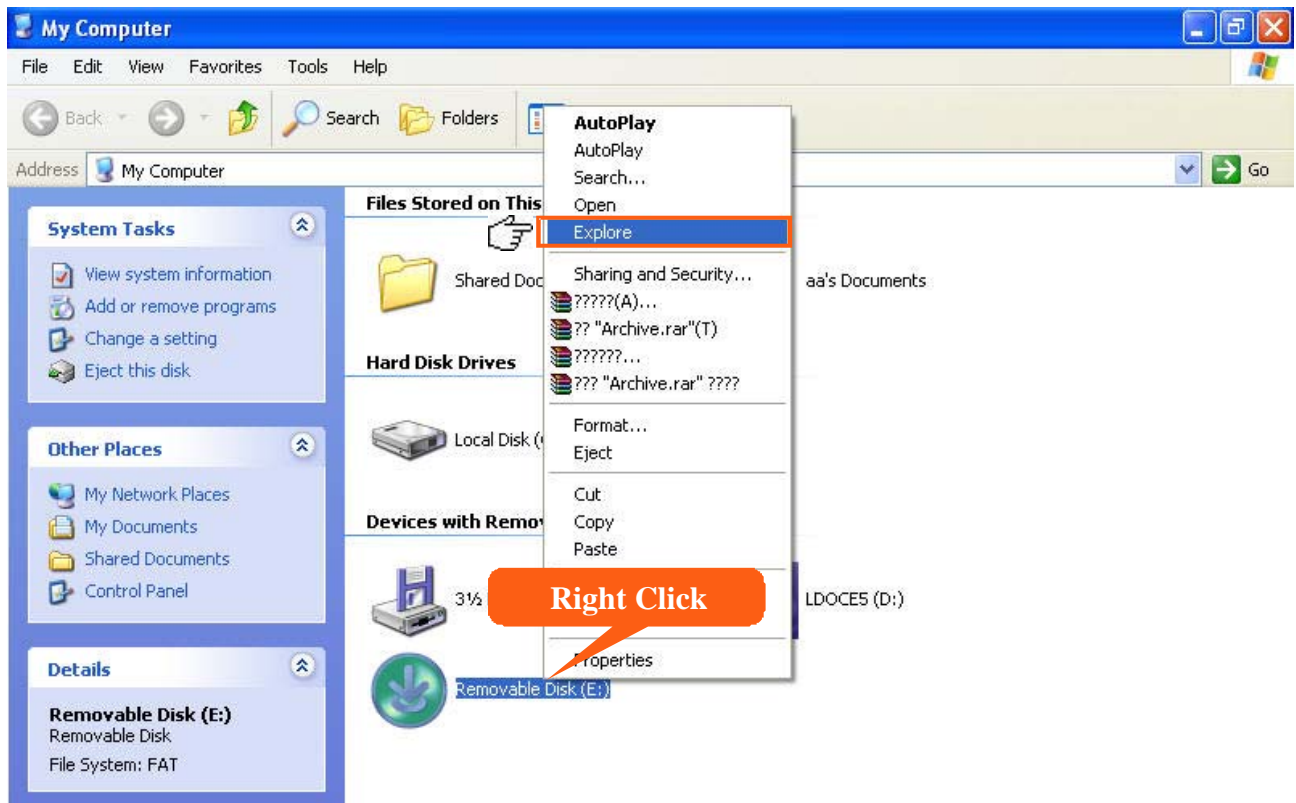 My Computer
File Edit View Favorites Tools Help
Back Search Folders
Address My Computer Go
System Tasks
View system information
Add or remove programs
Change a setting
Eject this disk
Other Places
My Network Places
My Documents
Shared Documents
Control Panel
Details
Removable Disk (E:)
Removable Disk
File System: FAT
Files Stored on This
Shared
aa's Documents
Hard Disk Drives
Local Disk
Devices with
3½
LDOCE5 (D:)
Removable Disk (E:)
AutoPlay
AutoPlay
Search...
Open
Explore
Sharing and Security...
?????(A)...
?? "Archive.rar"(T)
??????...
??? "Archive.rar" ????
Format...
Eject
Cut
Copy
Paste
Right Click
Properties